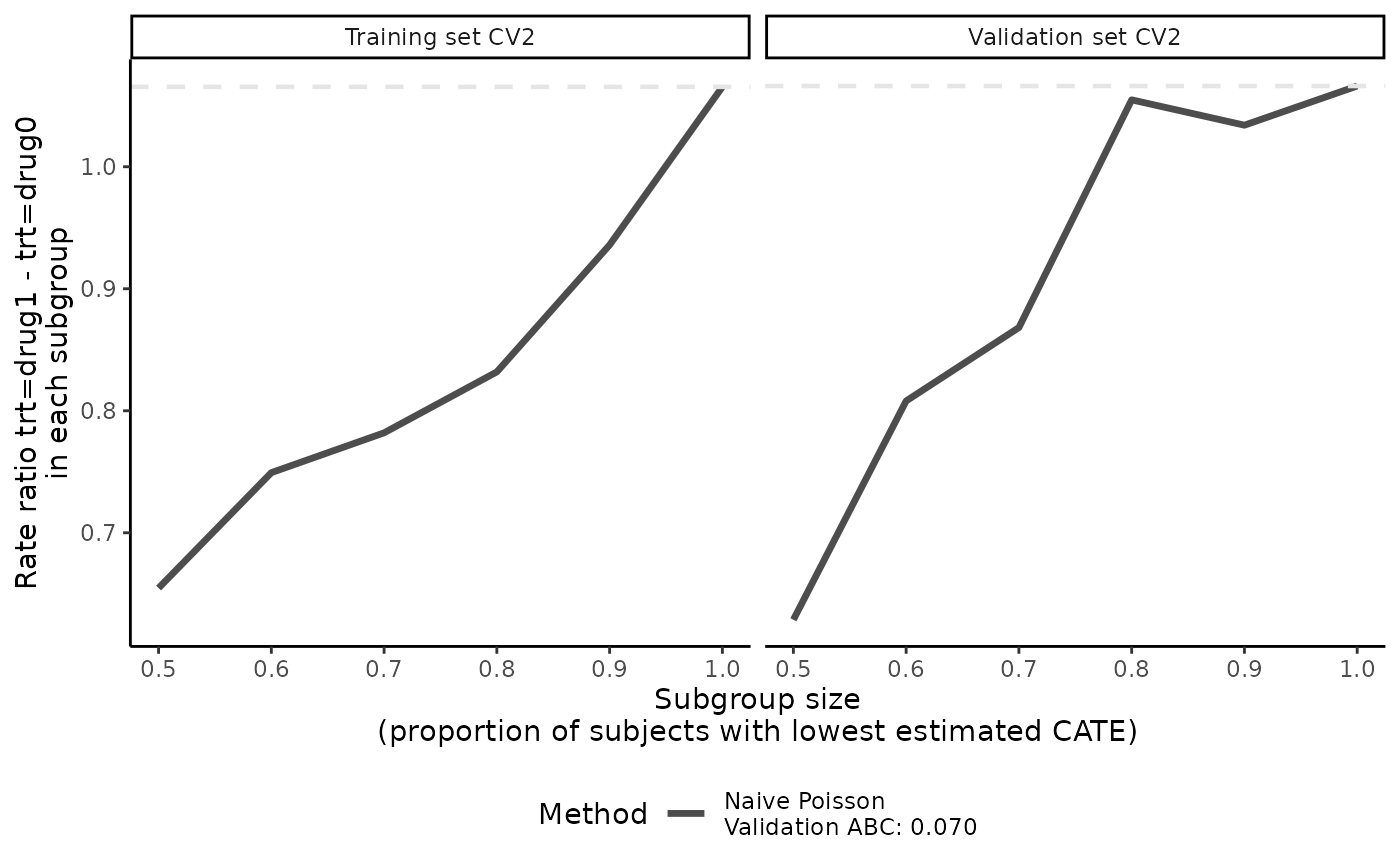 Training set CV2
Validation set CV2
Rate ratio trt=drug1 - trt=drug0
in each subgroup
1.0
0.9
0.8
0.7
0.5 0.6 0.7 0.8 0.9 1.0
0.5 0.6 0.7 0.8 0.9 1.0
Subgroup size
(proportion of subjects with lowest estimated CATE)
Method
Naive Poisson
Validation ABC: 0.070